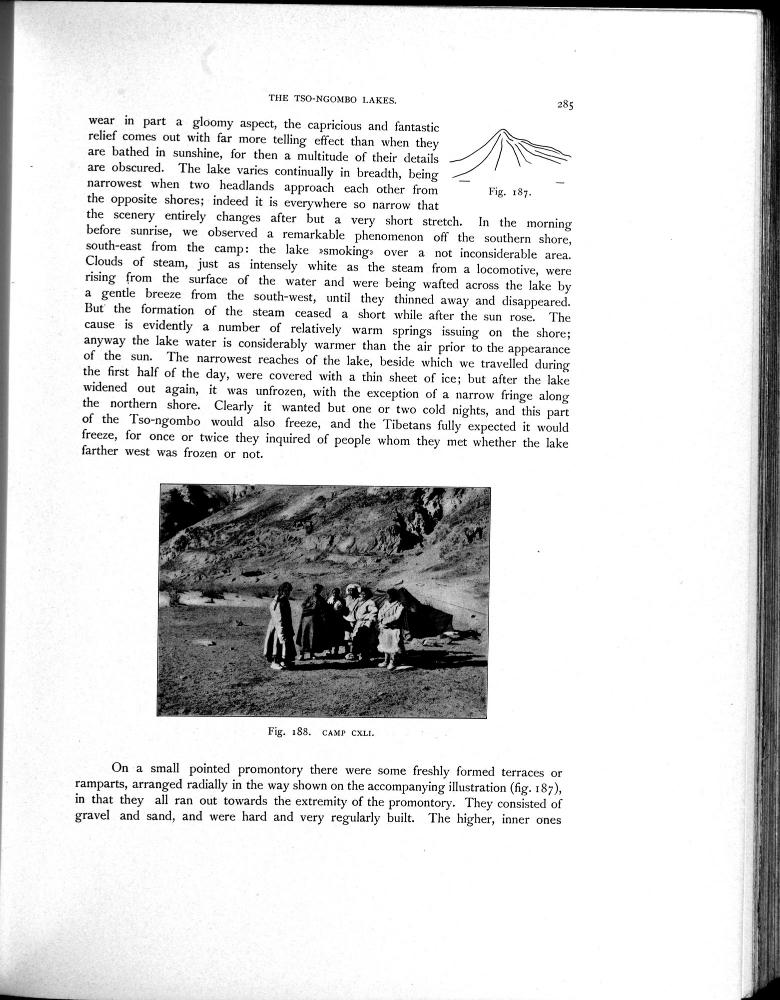 THE TSO-NGOMBO LAKES.
285
wear in part a gloomy aspect, the capricious and fantastic
relief comes out with far more telling effect than when they
are bathed in sunshine, for then a multitude of their details
are obscured. The lake varies continually in breadth, being
narrowest when two headlands approach each other from
the opposite shores; indeed it is everywhere so narrow that
Fig. 187.
the scenery entirely changes after but a very short stretch. In the morning
before sunrise, we observed a remarkable phenomenon off the southern shore,
south-east from the camp: the lake »smoking» over a not inconsiderable area.
Clouds of steam, just as intensely white as the steam from a locomotive, were
rising from the surface of the water and were being wafted across the lake by
a gentle breeze from the south-west, until they thinned away and disappeared.
But the formation of the steam ceased a short while after the sun rose. The
cause is evidently a number of relatively warm springs issuing on the shore;
anyway the lake water is considerably warmer than the air prior to the appearance
of the sun. The narrowest reaches of the lake, beside which we travelled during
the first half of the day, were covered with a thin sheet of ice; but after the lake
widened out again, it was unfrozen, with the exception of a narrow fringe along
the northern shore. Clearly it wanted but one or two cold nights, and this part
of the Tso-ngombo would also freeze, and the Tibetans fully expected it would
freeze, for once or twice they inquired of people whom they met whether the lake
farther west was frozen or not.
Fig. 188. CAMP CXLI.
On a small pointed promontory there were some freshly formed terraces or
ramparts, arranged radially in the way shown on the accompanying illustration (fig. 187),
in that they all ran out towards the extremity of the promontory. They consisted of
gravel and sand, and were hard and very regularly built. The higher, inner ones